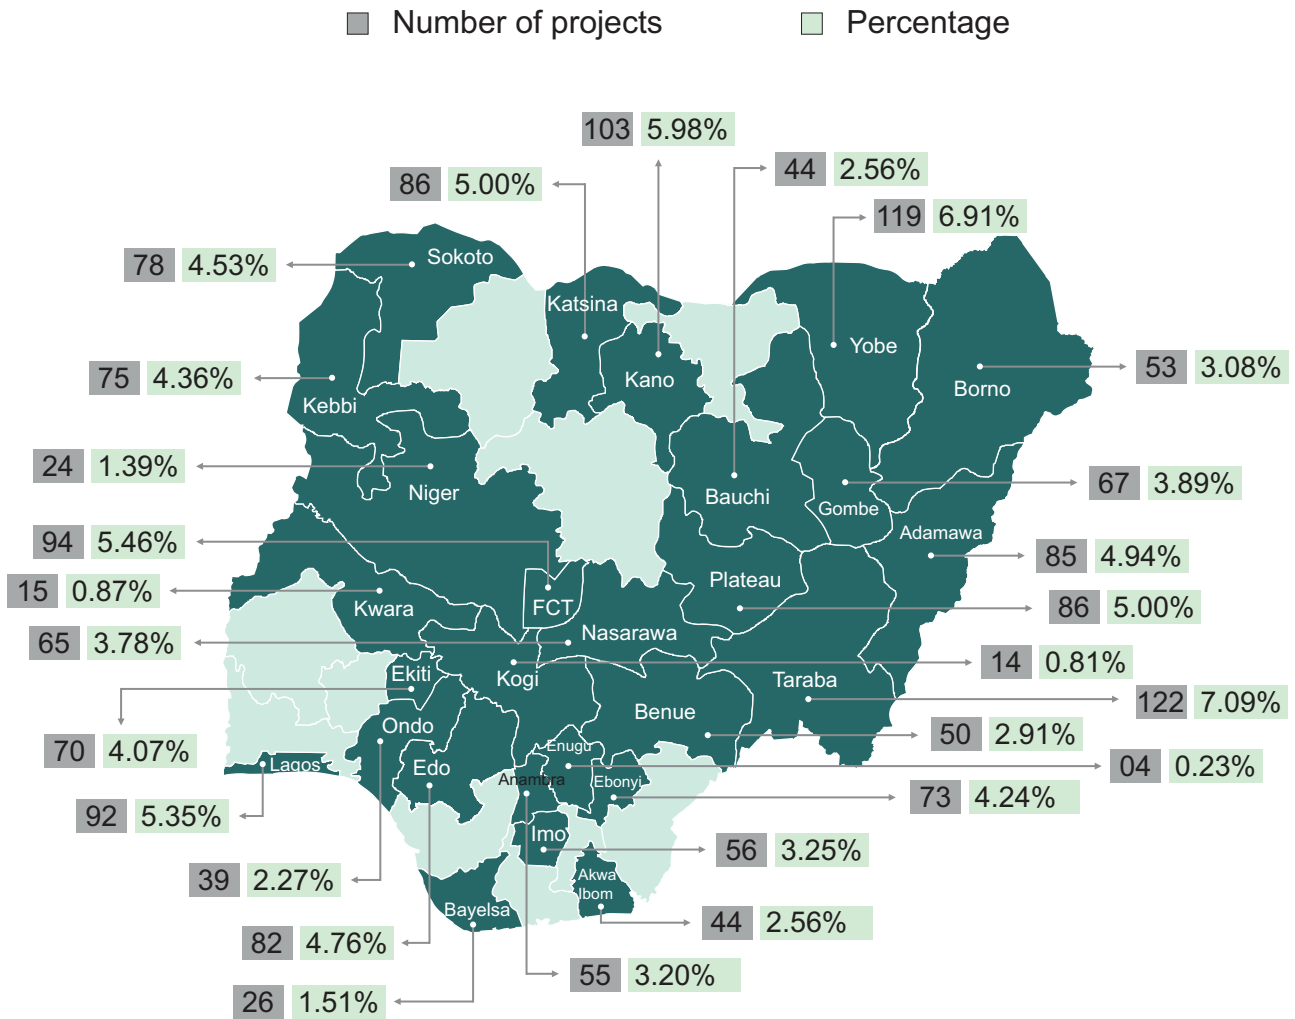 Number of projects
Percentage
103 5.98%
44 2.56%
86 5.00%
119 6.91%
78 4.53%
Sokoto
Katsina
Yobe
53 3.08%
75 4.36%
Kano
Borno
Kebbi
24 1.39%
Niger
Bauchi
67 3.89%
Gombe
Adamawa
94 5.46%
85 4.94%
15 0.87%
Plateau
Kwara
FCT
86 5.00%
65 3.78%
Nasarawa
14 0.81%
Ekiti
Kogi
Taraba
122 7.09%
Benue
Ondo
50 2.91%
70 4.07%
Enugu
Lagos
Edo
04 0.23%
Anambra
Ebonyi
73 4.24%
92 5.35%
Imo
56 3.25%
39 2.27%
Akwa
Ibom
Bayelsa
44 2.56%
82 4.76%
55 3.20%
26 1.51%